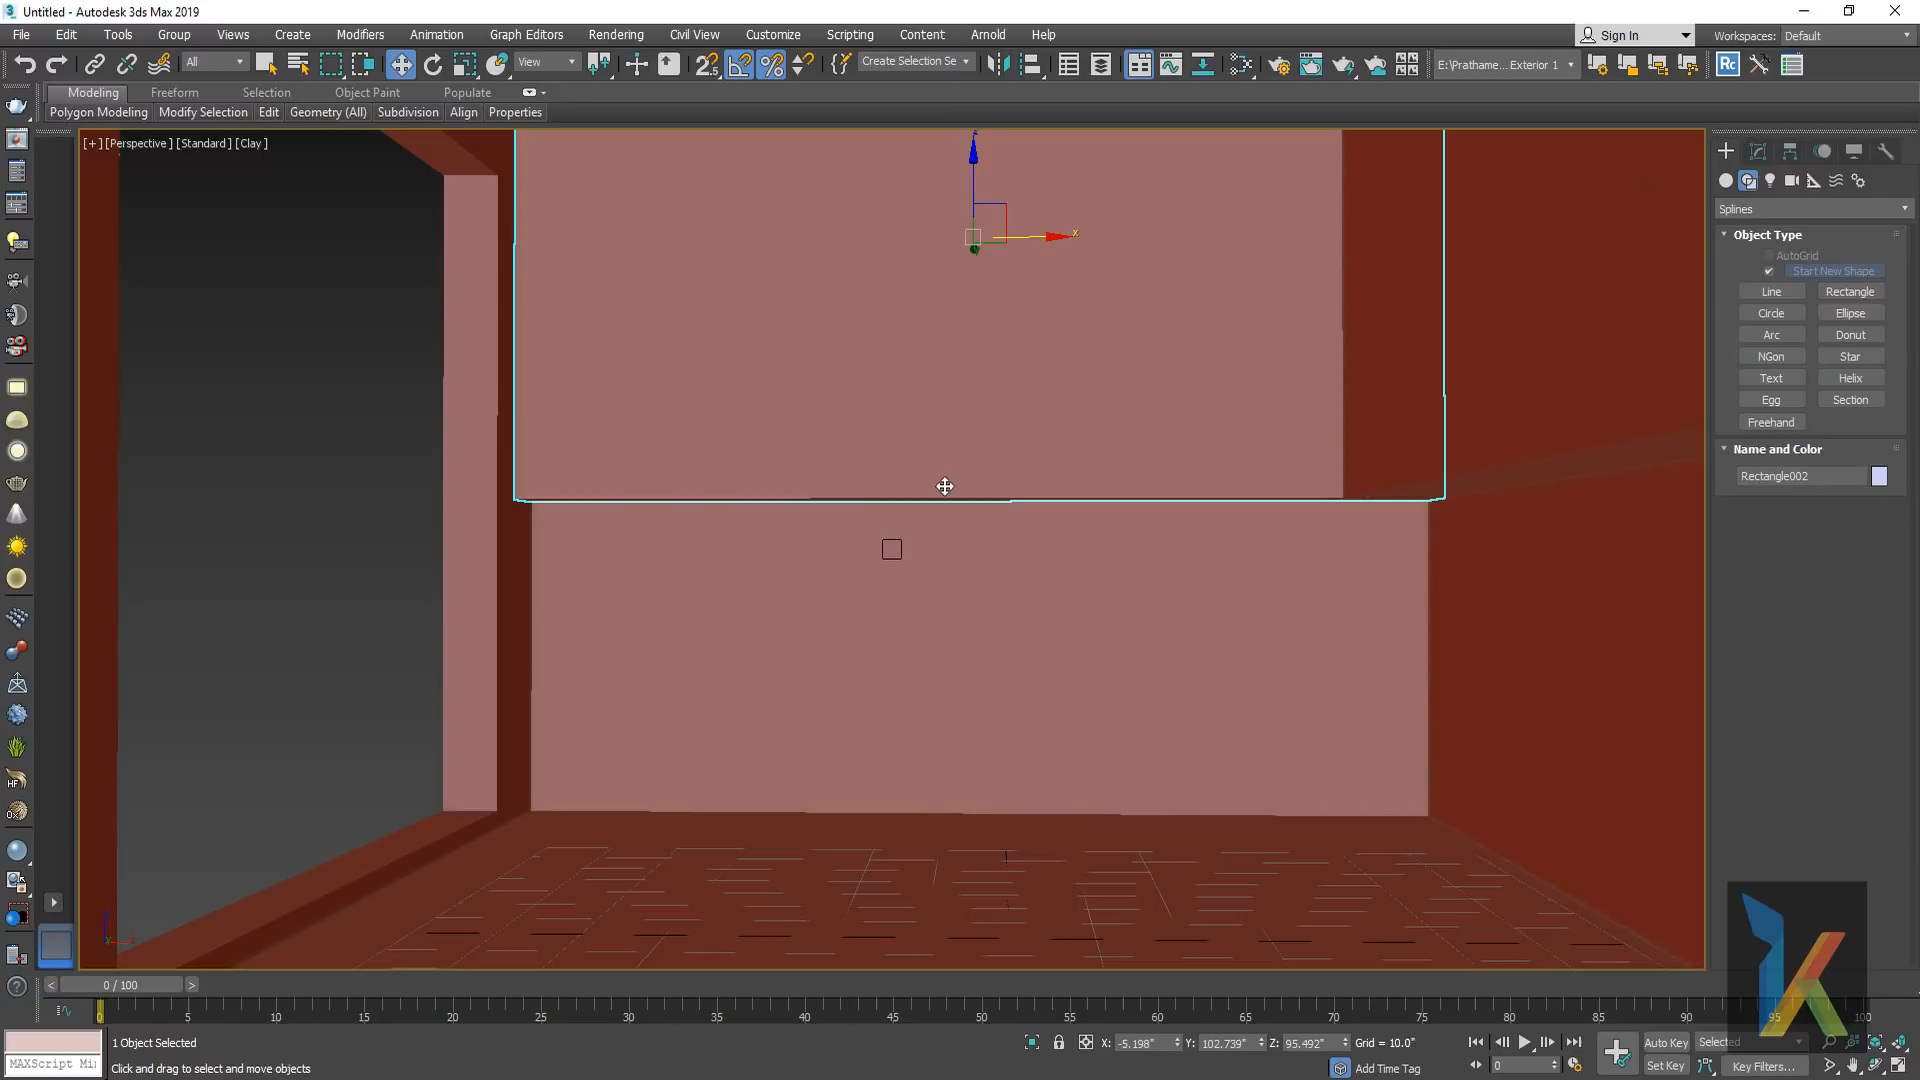 Untitled - Autodesk 3ds Max 2019
File Edit Tools Group Views Create Modifiers Animation Graph Editors Rendering Civil View Customize Scripting Content Arnold Help
Sign In
Workspaces: Default
All
View
Create Selection Se
E:\Prathame... Exterior 1
Rc
Modeling Freeform Selection Object Paint Populate
Polygon Modeling Modify Selection Edit Geometry (All) Subdivision Align Properties
[+] [Perspective] [Standard] [Clay]
x
Splines
Object Type
AutoGrid
Start New Shape
Line Rectangle
Circle Ellipse
Arc Donut
NGon Star
Text Helix
Egg Section
Freehand
Name and Color
Rectangle002
HF
0 / 100
0 5 10 15 20 25 30 35 40 45 50 55 60 65 70 75 80 85 90 95 100
1 Object Selected
X: -5.198" Y: 102.739" Z: 95.492" Grid = 10.0"
Auto Key Selected
MAXScript Mi
Click and drag to select and move objects
Add Time Tag
0
Set Key Key Filters...